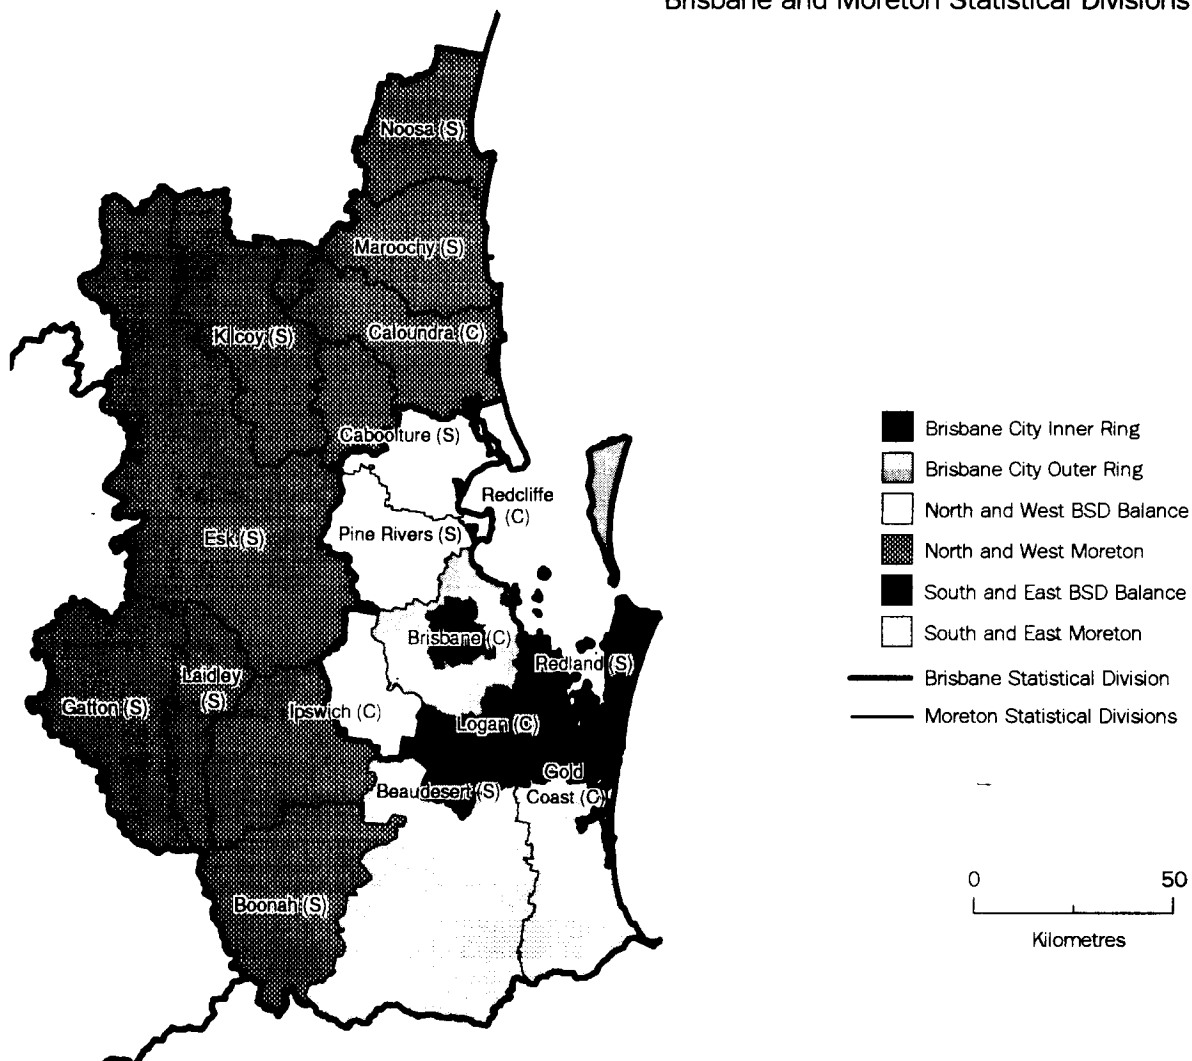 Brisbane and Moreton Statistical Divisions
Noosa (S)
Maroochy (S)
Kilcoy (S)
Caloundra (C)
Caboolture (S)
Redcliffe
(C)
Pine Rivers (S)
Esk (S)
Brisbane (C)
Redland (S)
Laidley
(S)
Gatton (S)
Ipswich (C)
Logan (C)
Gold
Coast (C)
Beaudesert (S)
Boonah (S)
Brisbane City Inner Ring
Brisbane City Outer Ring
North and West BSD Balance
North and West Moreton
South and East BSD Balance
South and East Moreton
Brisbane Statistical Division
Moreton Statistical Divisions
0 50
Kilometres